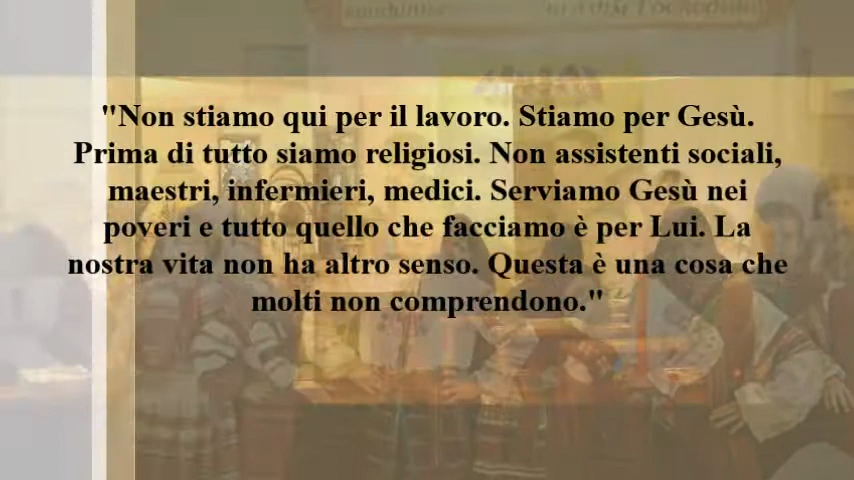 "Non stiamo qui per il lavoro. Stiamo per Gesù.
Prima di tutto siamo religiosi. Non assistenti sociali,
maestri, infermieri, medici. Serviamo Gesù nei
poveri e tutto quello che facciamo è per Lui. La
nostra vita non ha altro senso. Questa è una cosa che
molti non comprendono."